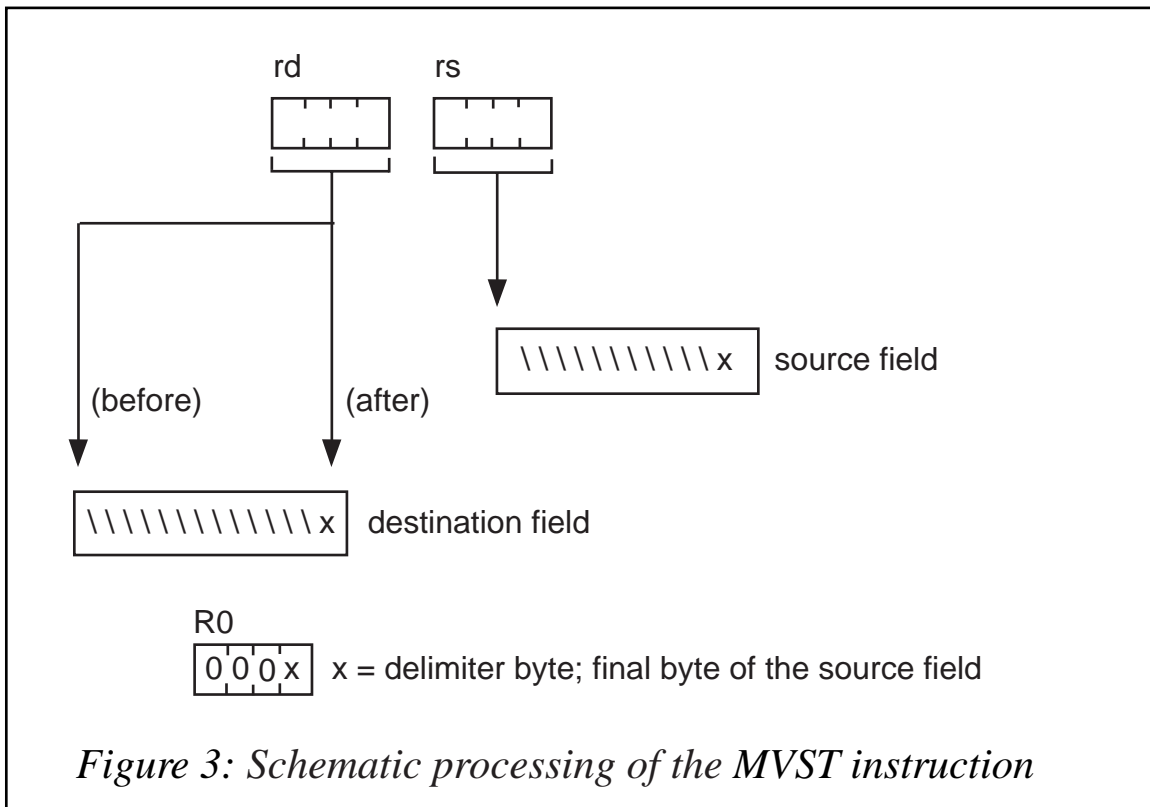 rd rs
\\\\\\\\\\\x source field
(before) (after)
\\\\\\\\\\\\\x destination field
R0
0 0 0 x x = delimiter byte; final byte of the source field
Figure 3: Schematic processing of the MVST instruction